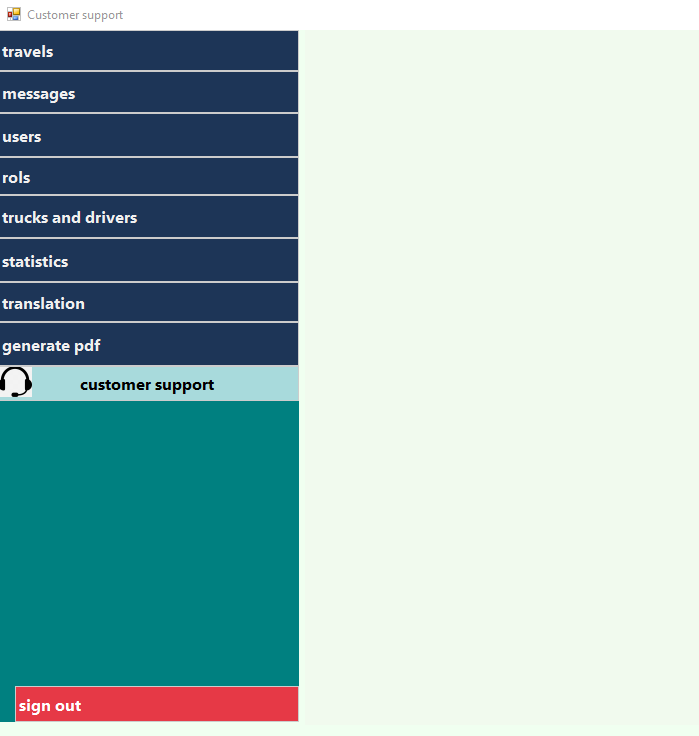 Customer support
travels
messages
users
rols
trucks and drivers
statistics
translation
generate pdf
customer support
sign out